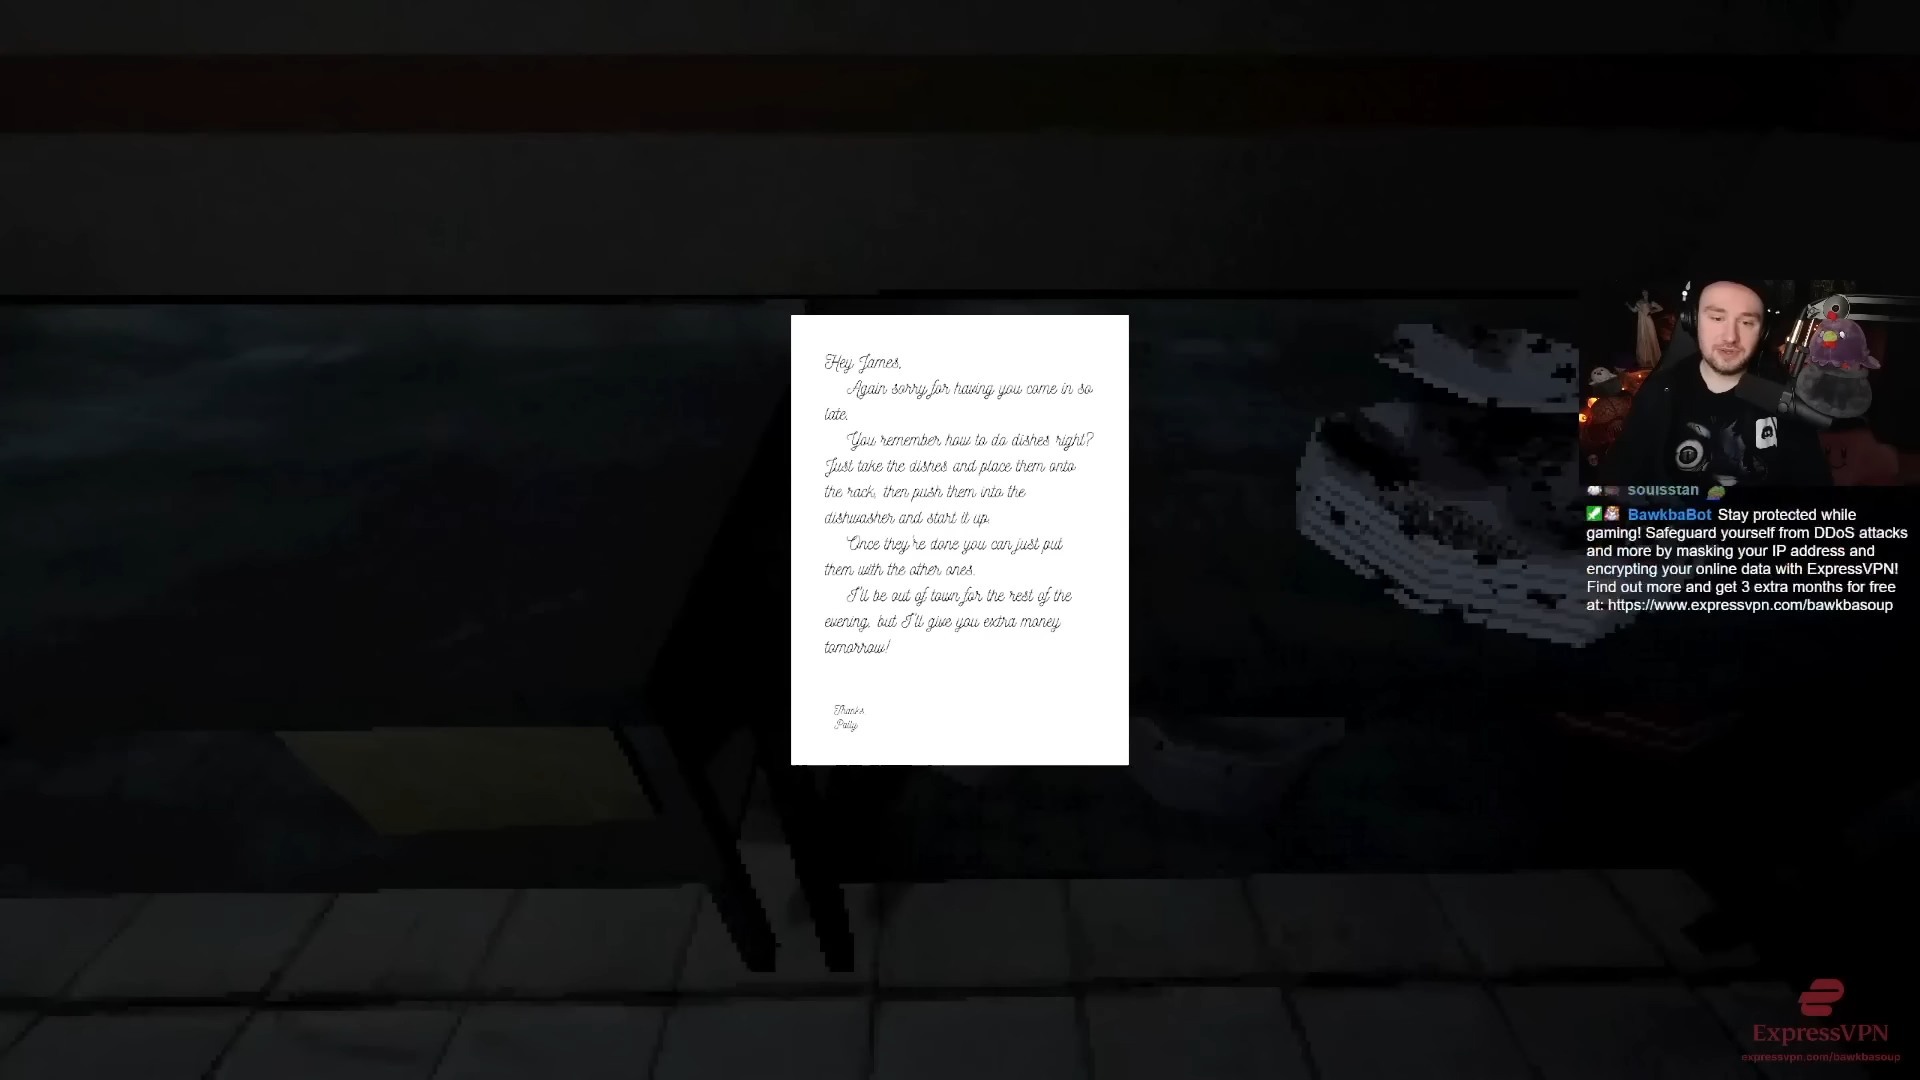 Hey James,
Again sorry for having you come in so
late,
You remember how to do dishes right?
Just take the dishes and place them onto
the rack, then push them into the
dishwasher and start it up.
Once they're done you can just put
them with the other ones.
I'll be out of town for the rest of the
evening, but I'll give you extra money
tomorrow!
Thanks,
Patty
soulsstan
BawkbaBot Stay protected while
gaming! Safeguard yourself from DDoS attacks
and more by masking your IP address and
encrypting your online data with ExpressVPN!
Find out more and get 3 extra months for free
at: https://www.expressvpn.com/bawkbasoup
ExpressVPN
expressvpn.com/bawkbasoup